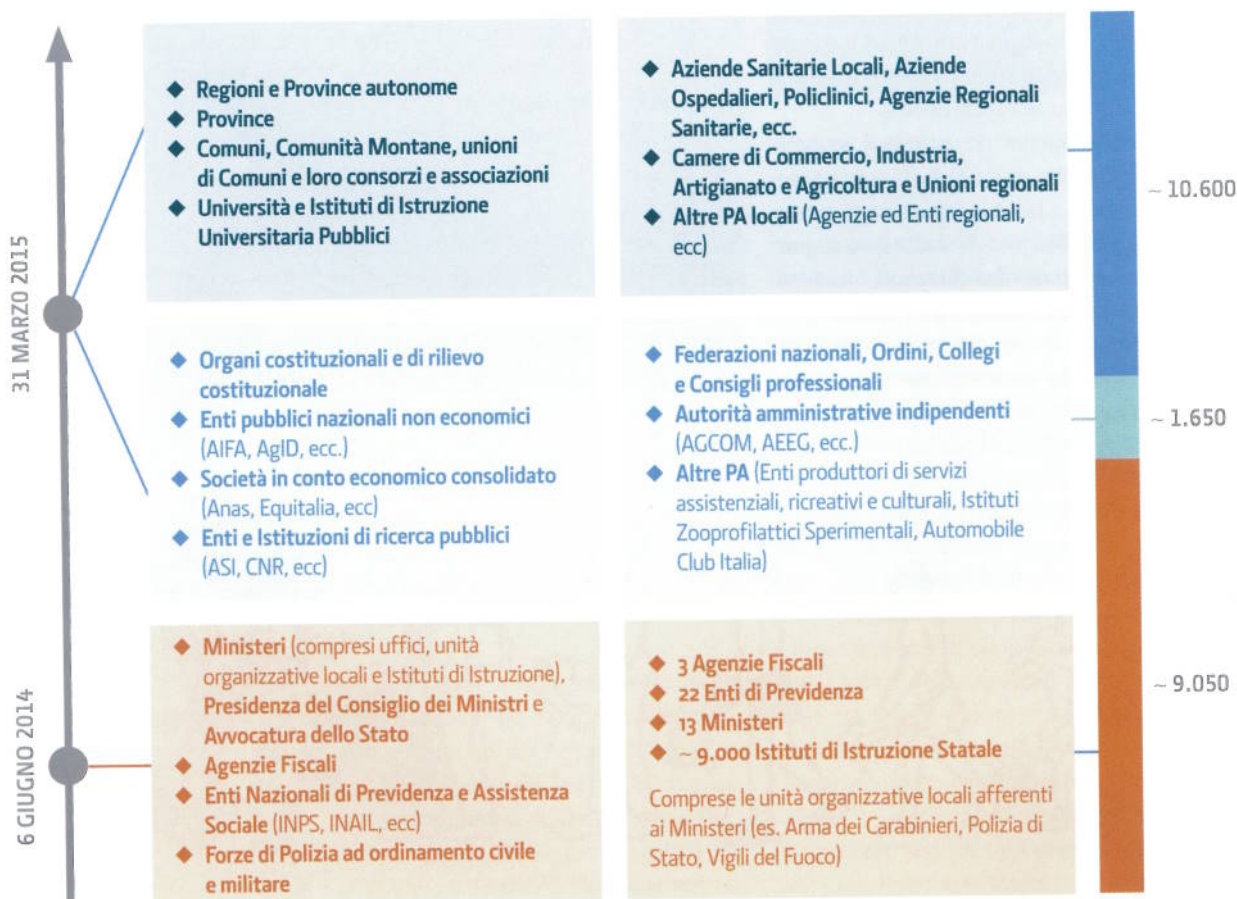 31 MARZO 2015
◆ Regioni e Province autonome
◆ Province
◆ Comuni, Comunità Montane, unioni
di Comuni e loro consorzi e associazioni
◆ Università e Istituti di Istruzione
Universitaria Pubblici
◆ Aziende Sanitarie Locali, Aziende
Ospedalieri, Policlinici, Agenzie Regionali
Sanitarie, ecc.
◆ Camere di Commercio, Industria,
Artigianato e Agricoltura e Unioni regionali
◆ Altre PA locali (Agenzie ed Enti regionali,
ecc)
~ 10.600
◆ Organi costituzionali e di rilievo
costituzionale
◆ Enti pubblici nazionali non economici
(AIFA, AgID, ecc.)
◆ Società in conto economico consolidato
(Anas, Equitalia, ecc)
◆ Enti e Istituzioni di ricerca pubblici
(ASI, CNR, ecc)
◆ Federazioni nazionali, Ordini, Collegi
e Consigli professionali
◆ Autorità amministrative indipendenti
(AGCOM, AEEG, ecc.)
◆ Altre PA (Enti produttori di servizi
assistenziali, ricreativi e culturali, Istituti
Zooprofilattici Sperimentali, Automobile
Club Italia)
~ 1.650
6 GIUGNO 2014
◆ Ministeri (compresi uffici, unità
organizzative locali e Istituti di Istruzione),
Presidenza del Consiglio dei Ministri e
Avvocatura dello Stato
◆ Agenzie Fiscali
◆ Enti Nazionali di Previdenza e Assistenza
Sociale (INPS, INAIL, ecc)
◆ Forze di Polizia ad ordinamento civile
e militare
◆ 3 Agenzie Fiscali
◆ 22 Enti di Previdenza
◆ 13 Ministeri
◆ ~ 9.000 Istituti di Istruzione Statale
Comprese le unità organizzative locali afferenti
ai Ministeri (es. Arma dei Carabinieri, Polizia di
Stato, Vigili del Fuoco)
~ 9.050